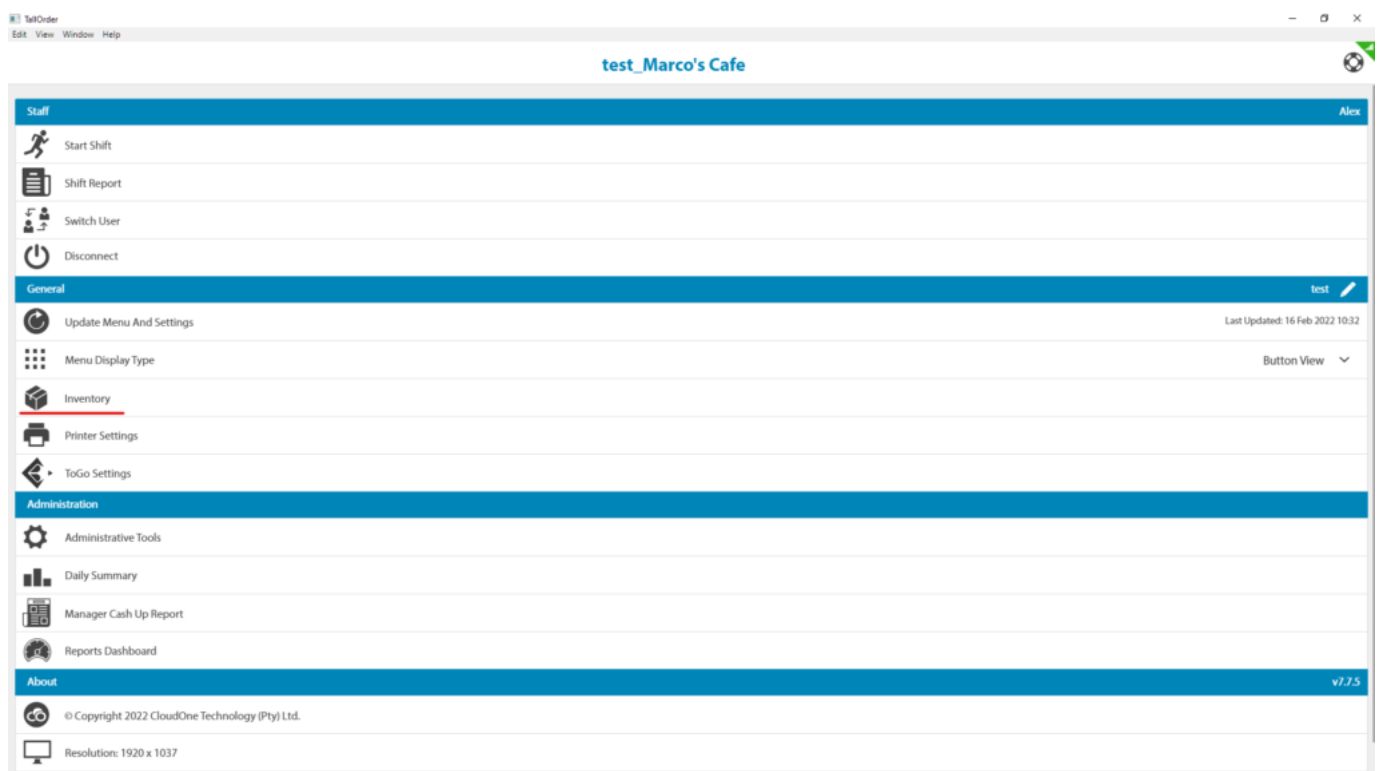 TallOrder
Edit View Window Help
test_Marco's Cafe
Staff Alex
Start Shift
Shift Report
Switch User
Disconnect
General test
Update Menu And Settings Last Updated: 16 Feb 2022 10:32
Menu Display Type Button View
Inventory
Printer Settings
ToGo Settings
Administration
Administrative Tools
Daily Summary
Manager Cash Up Report
Reports Dashboard
About v7.7.5
© Copyright 2022 CloudOne Technology (Pty) Ltd.
Resolution: 1920 x 1037